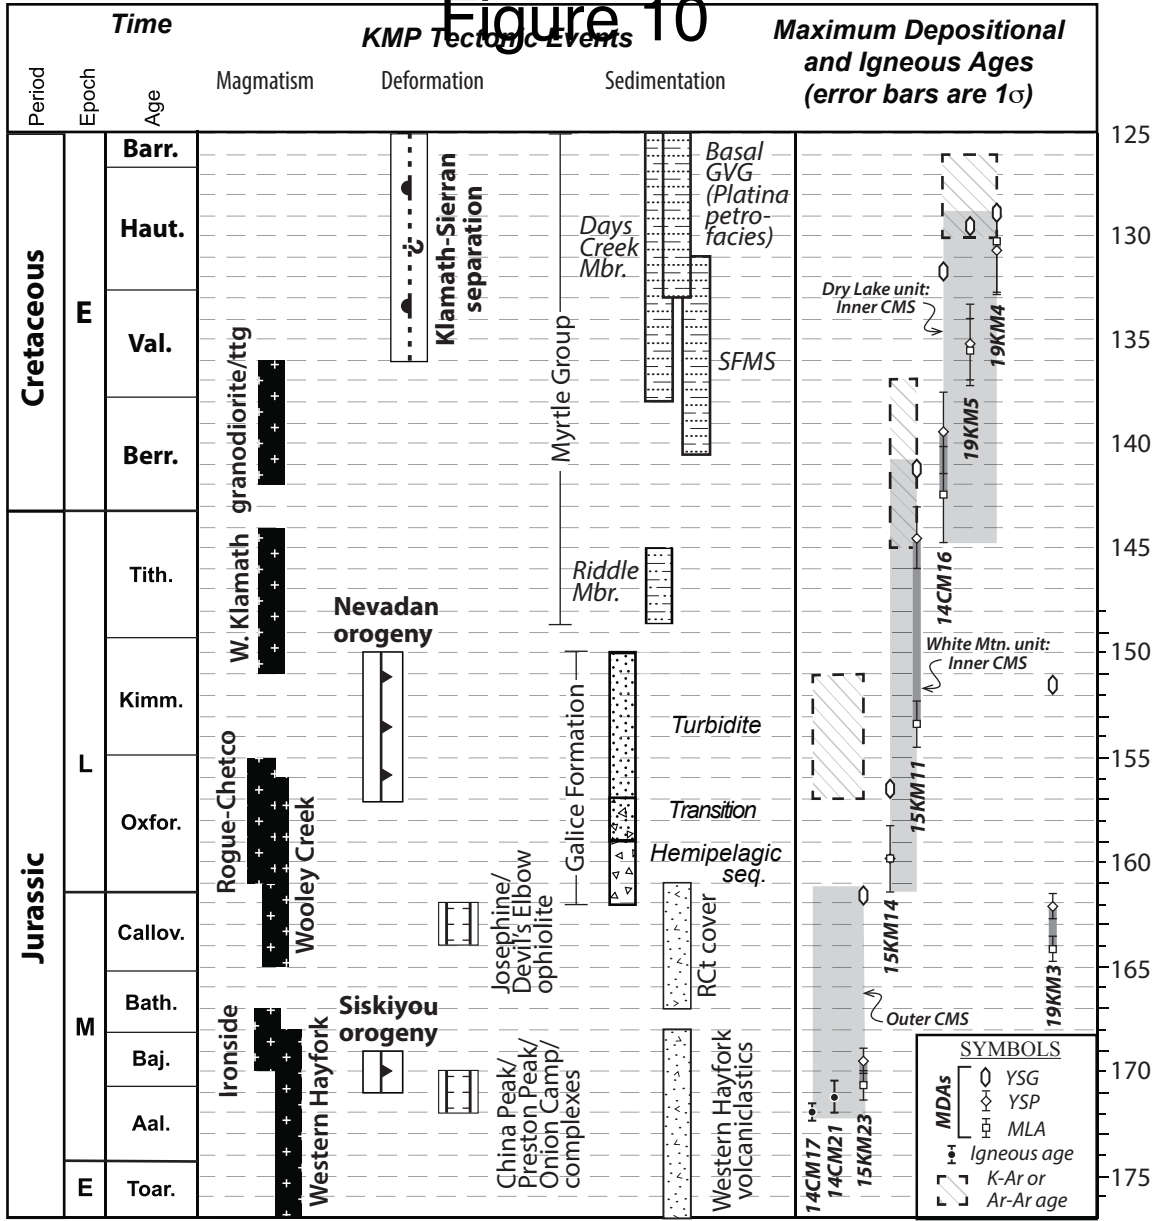 Figure 10
Time
KMP Tectonic Events
Maximum Depositional
and Igneous Ages
(error bars are 1σ)
Period
Epoch
Age
Magmatism
Deformation
Sedimentation
Cretaceous
Jurassic
E
L
M
E
Barr.
Haut.
Val.
Berr.
Tith.
Kimm.
Oxfor.
Callov.
Bath.
Baj.
Aal.
Toar.
granodiorite/ttg
W. Klamath
Rogue-Chetco
Wooley Creek
Ironside
Western Hayfork
Klamath-Sierran
separation
?
Nevadan
orogeny
Siskiyou
orogeny
Josephine/
Devil's Elbow
ophiolite
China Peak/
Preston Peak/
Onion Camp/
complexes
Myrtle Group
Galice Formation
Days
Creek
Mbr.
Basal
GVG
(Platina
petro-
facies)
SFMS
Riddle
Mbr.
Turbidite
Transition
Hemipelagic
seq.
RCt cover
Western Hayfork
volcaniclastics
Dry Lake unit:
Inner CMS
19KM4
19KM5
14CM16
White Mtn. unit:
Inner CMS
15KM11
15KM14
19KM3
Outer CMS
14CM17
14CM21
15KM23
SYMBOLS
MDAs
YSG
YSP
MLA
Igneous age
K-Ar or
Ar-Ar age
125
130
135
140
145
150
155
160
165
170
175